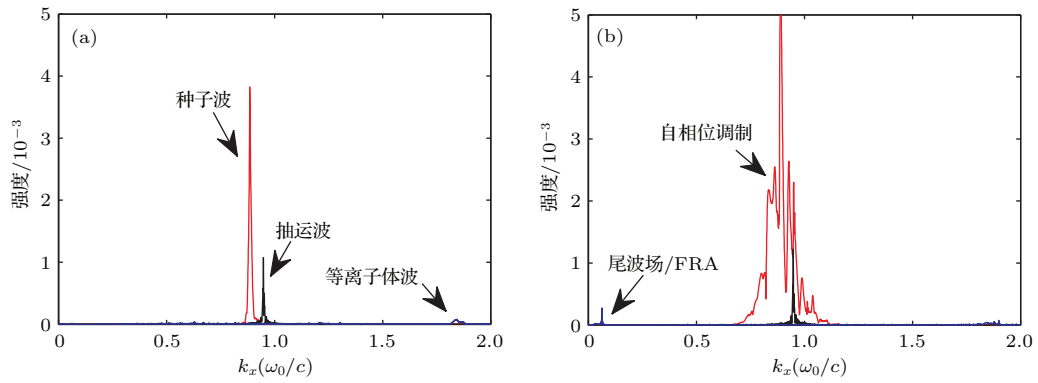 (a)
强度/10⁻³
5
4
3
2
1
0
种子波
抽运波
等离子体波
0
0.5
1.0
1.5
2.0
kₓ(ω₀/c)
(b)
强度/10⁻³
5
4
3
2
1
0
自相位调制
尾波场/FRA
0
0.5
1.0
1.5
2.0
kₓ(ω₀/c)